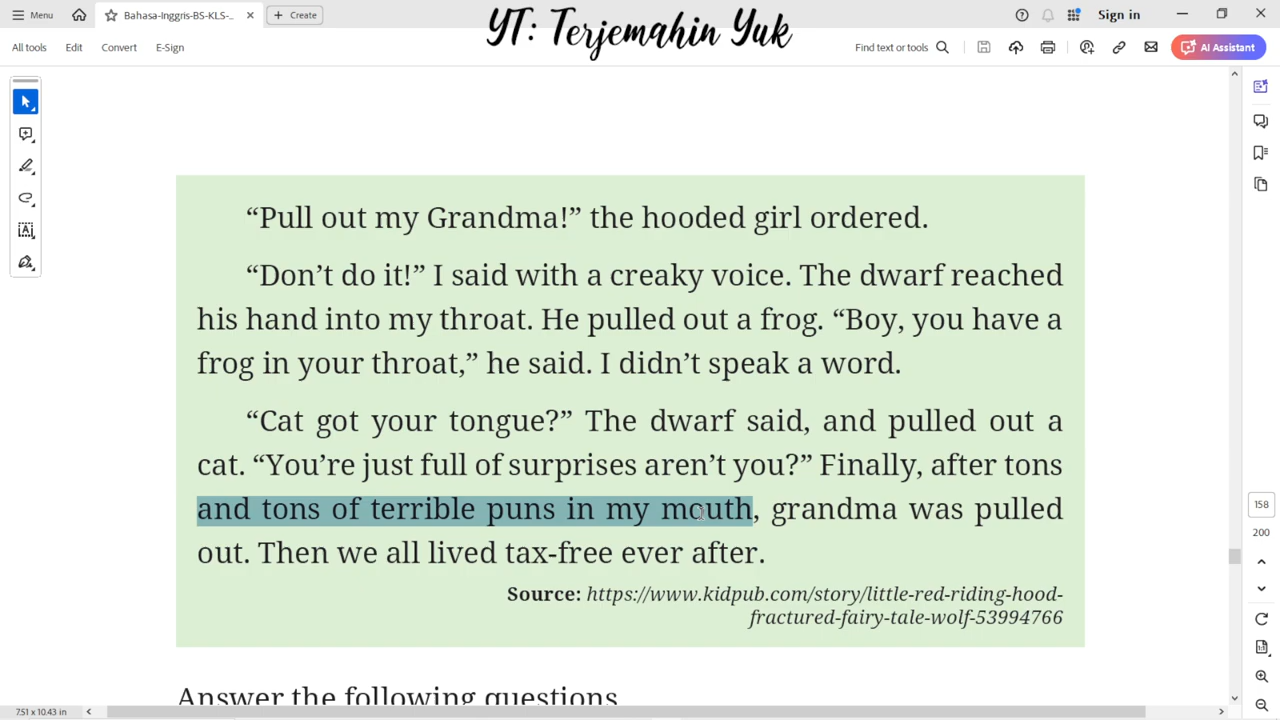 Menu
Bahasa-Inggris-BS-KLS-...
Create
YT: Terjemahin Yuk
Sign in
All tools
Edit
Convert
E-Sign
Find text or tools
AI Assistant
“Pull out my Grandma!” the hooded girl ordered.
“Don’t do it!” I said with a creaky voice. The dwarf reached
his hand into my throat. He pulled out a frog. “Boy, you have a
frog in your throat,” he said. I didn’t speak a word.
“Cat got your tongue?” The dwarf said, and pulled out a
cat. “You’re just full of surprises aren’t you?” Finally, after tons
and tons of terrible puns in my mouth, grandma was pulled
out. Then we all lived tax-free ever after.
Source: https://www.kidpub.com/story/little-red-riding-hood-
fractured-fairy-tale-wolf-53994766
Answer the following questions
158
200
7.51 x 10.43 in